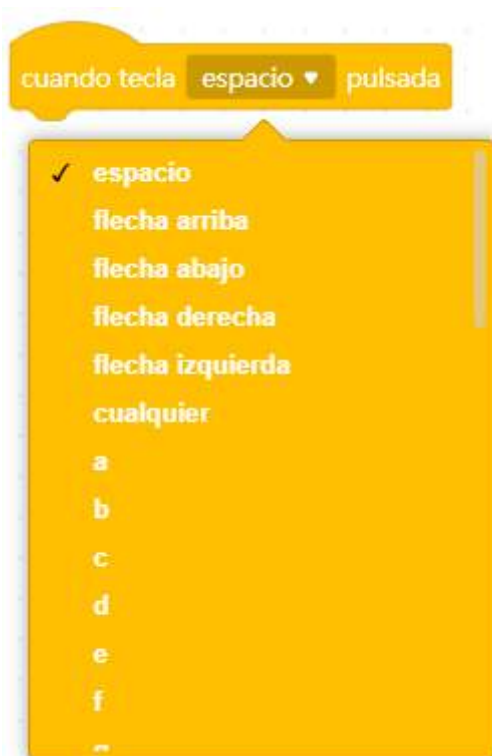 cuando tecla espacio pulsada
espacio
flecha arriba
flecha abajo
flecha derecha
flecha izquierda
cualquier
a
b
c
d
e
f